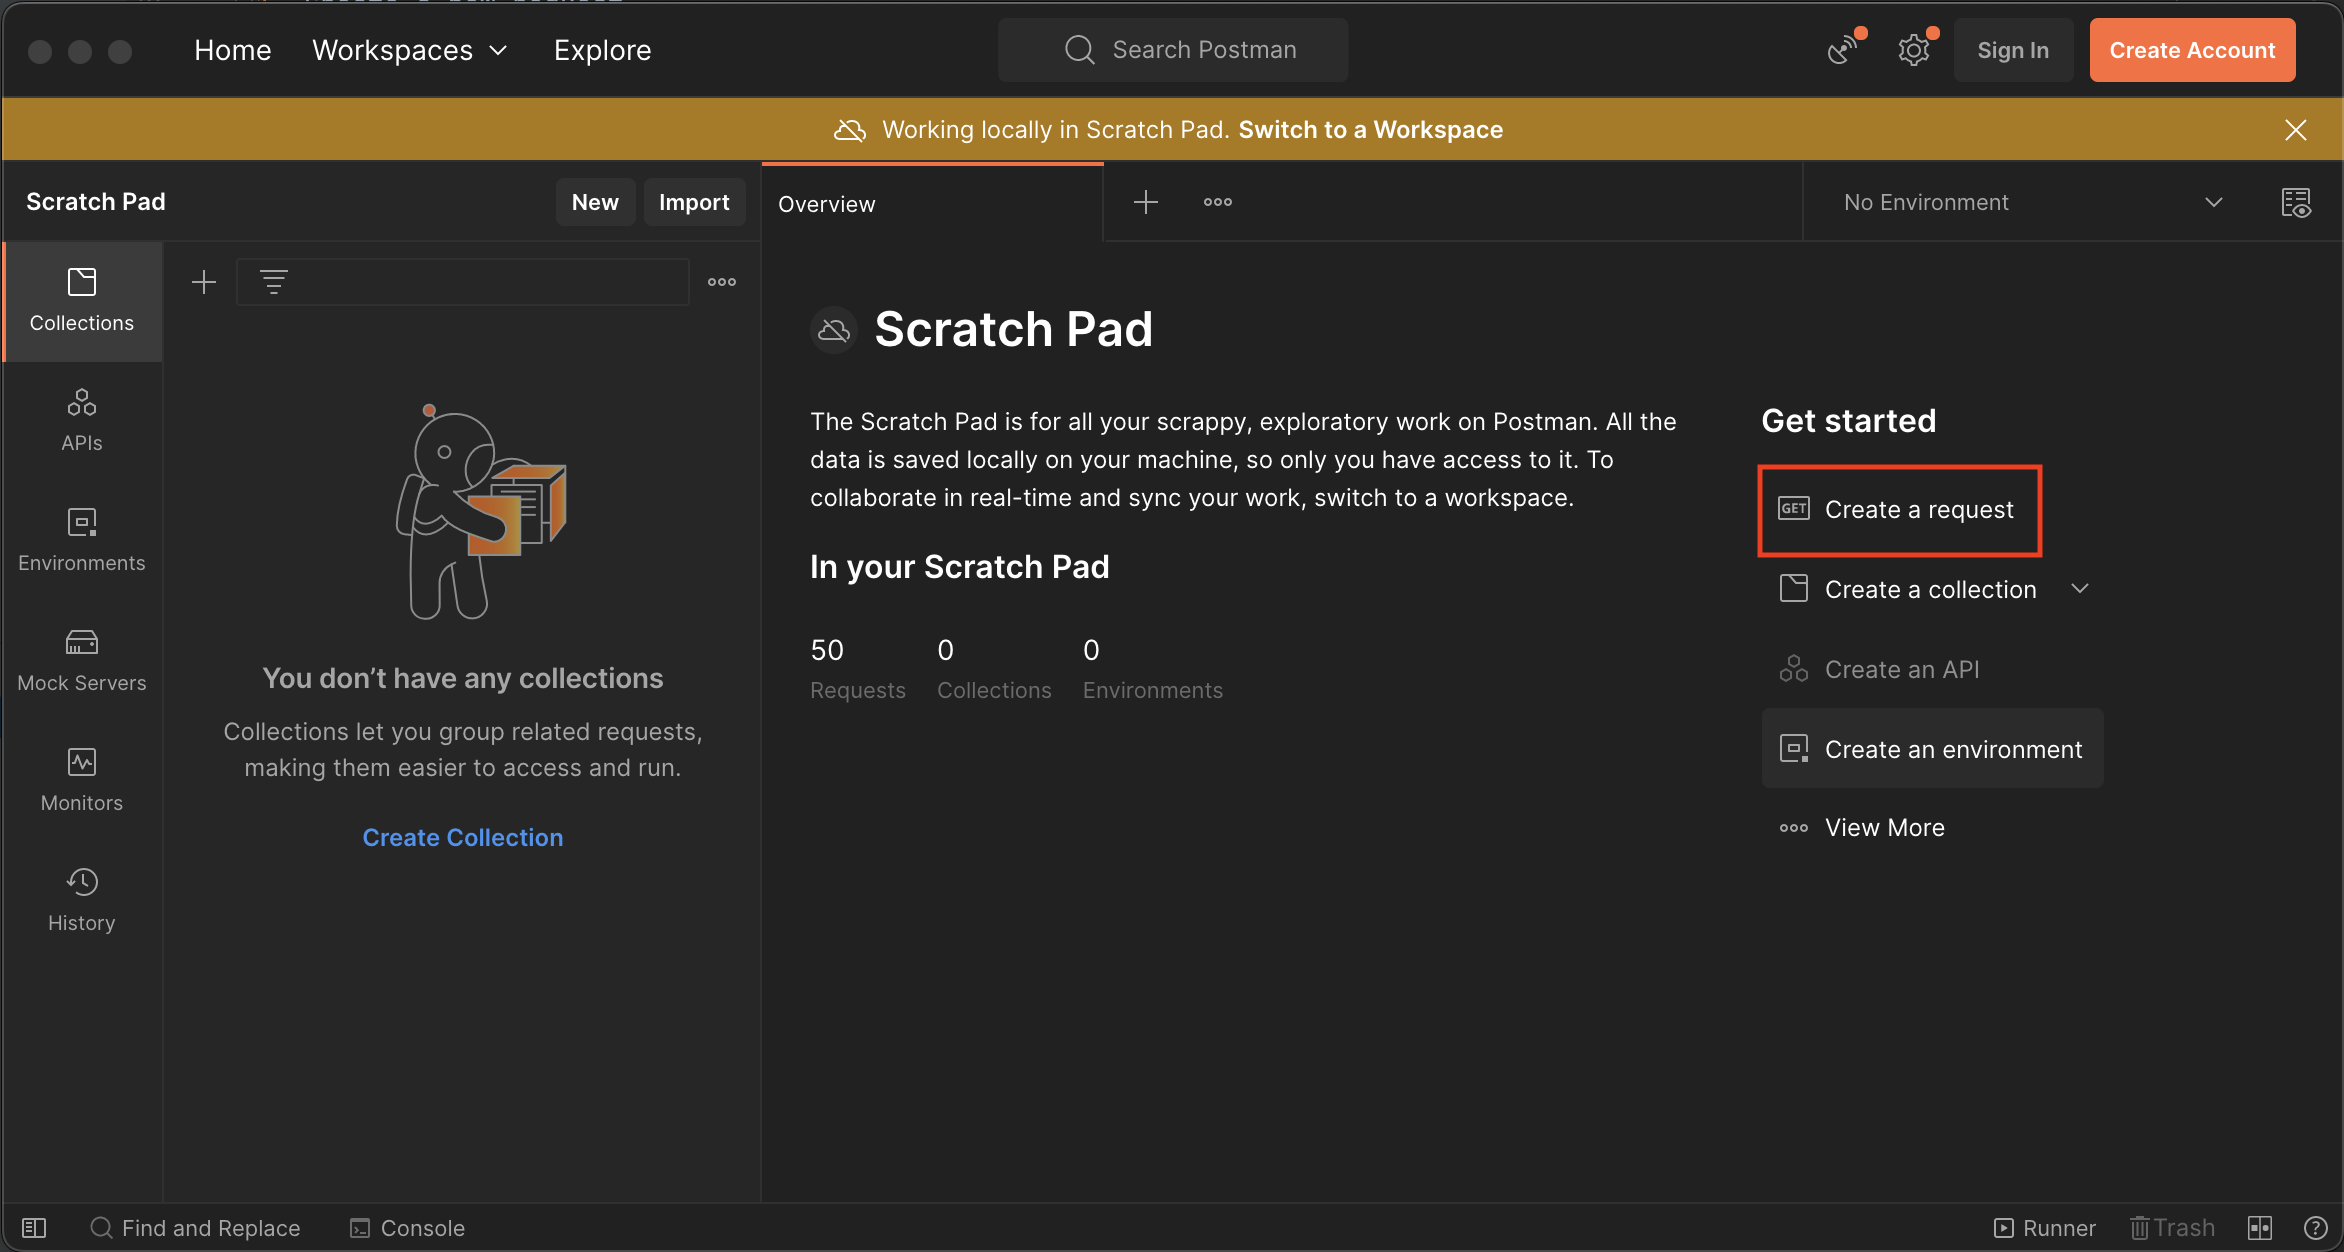 Home
Workspaces
Explore
Search Postman
Sign In
Create Account
Working locally in Scratch Pad. Switch to a Workspace
Scratch Pad
New
Import
Overview
No Environment
Collections
APIs
Environments
Mock Servers
Monitors
History
You don’t have any collections
Collections let you group related requests,
making them easier to access and run.
Create Collection
Scratch Pad
The Scratch Pad is for all your scrappy, exploratory work on Postman. All the
data is saved locally on your machine, so only you have access to it. To
collaborate in real-time and sync your work, switch to a workspace.
In your Scratch Pad
50
Requests
0
Collections
0
Environments
Get started
GET Create a request
Create a collection
Create an API
Create an environment
View More
Find and Replace
Console
Runner
Trash